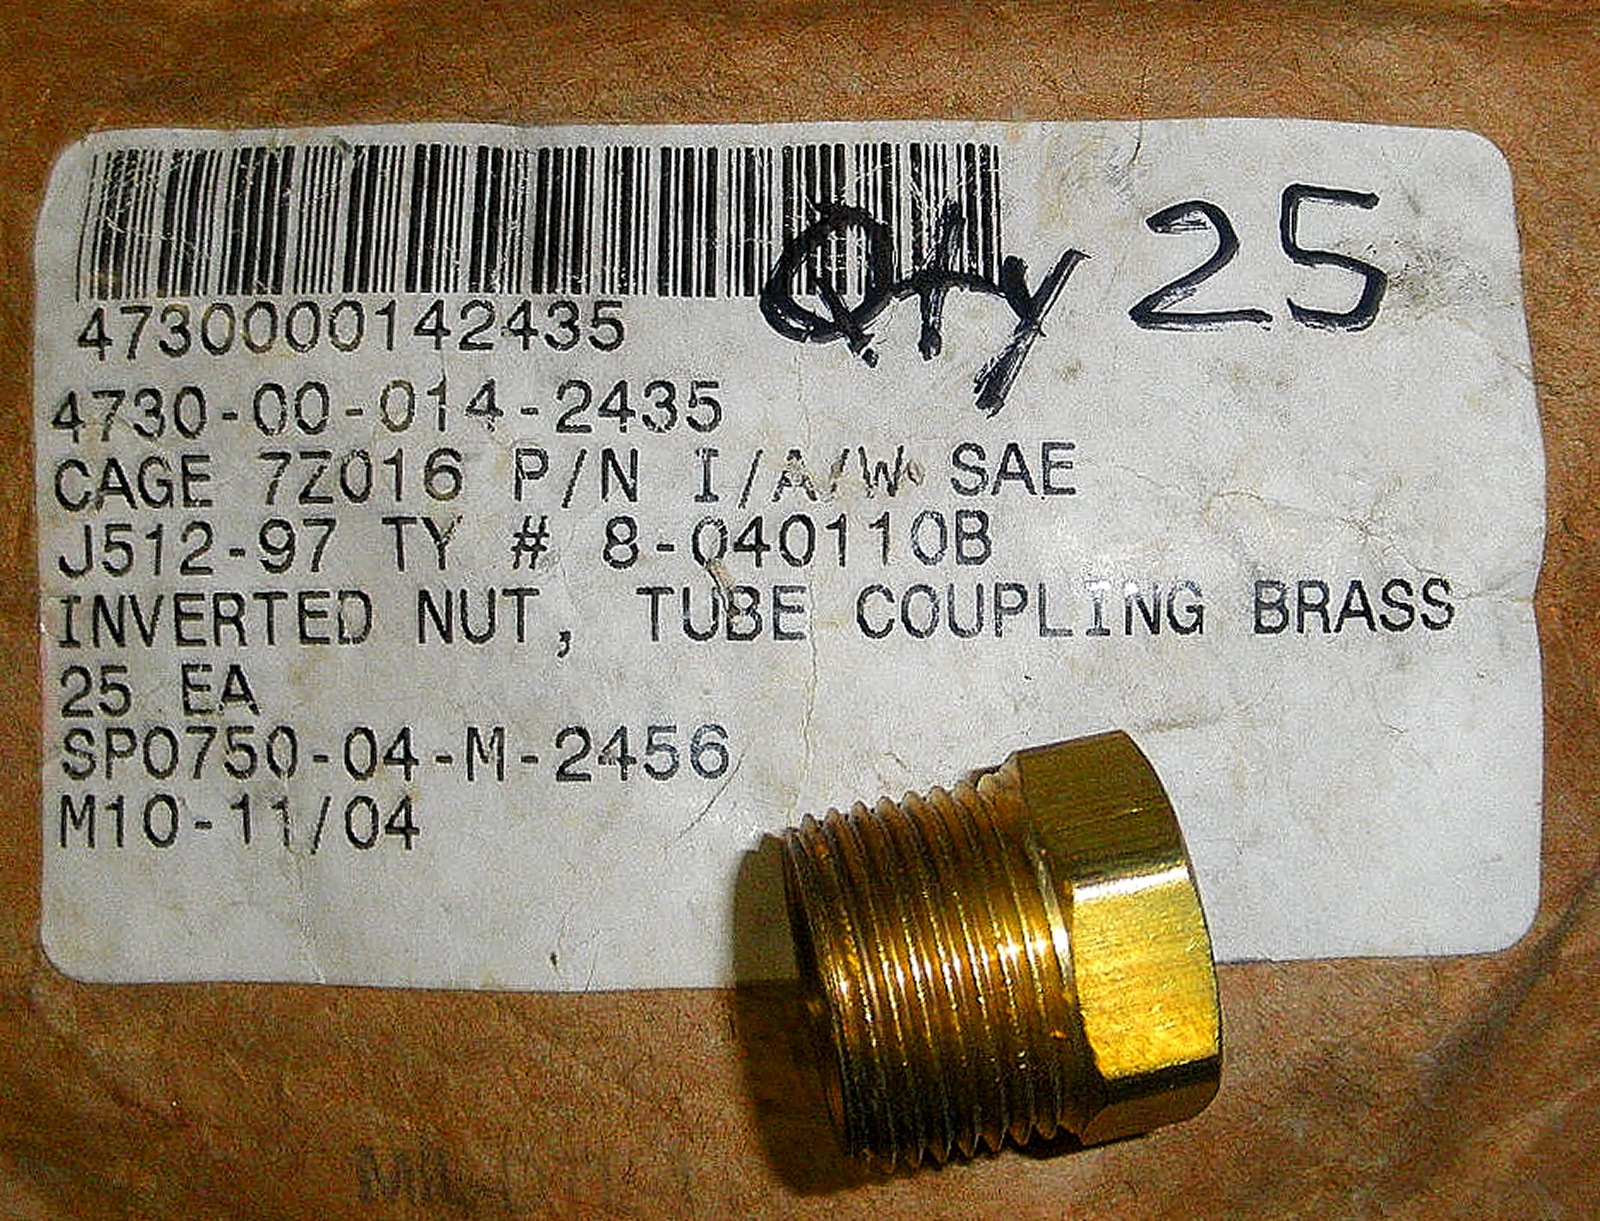 Qty 25
4730000142435
4730-00-014-2435
CAGE 7Z016 P/N I/A/W SAE
J512-97 TY # 8-040110B
INVERTED NUT, TUBE COUPLING BRASS
25 EA
SPO750-04-M-2456
M10-11/04